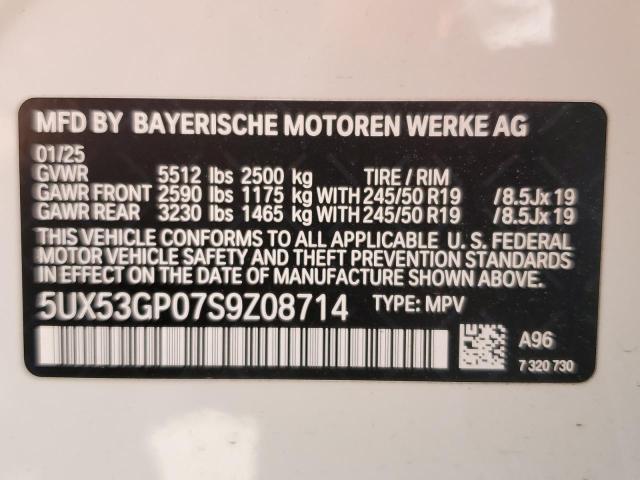 MFD BY BAYERISCHE MOTOREN WERKE AG
01/25
GVWR 5512 lbs 2500 kg TIRE / RIM
GAWR FRONT 2590 lbs 1175 kg WITH 245/50 R19 /8.5Jx19
GAWR REAR 3230 lbs 1465 kg WITH 245/50 R19 /8.5Jx19
THIS VEHICLE CONFORMS TO ALL APPLICABLE U. S. FEDERAL
MOTOR VEHICLE SAFETY AND THEFT PREVENTION STANDARDS
IN EFFECT ON THE DATE OF MANUFACTURE SHOWN ABOVE.
5UX53GP07S9Z08714 TYPE: MPV
A96
7 320 730